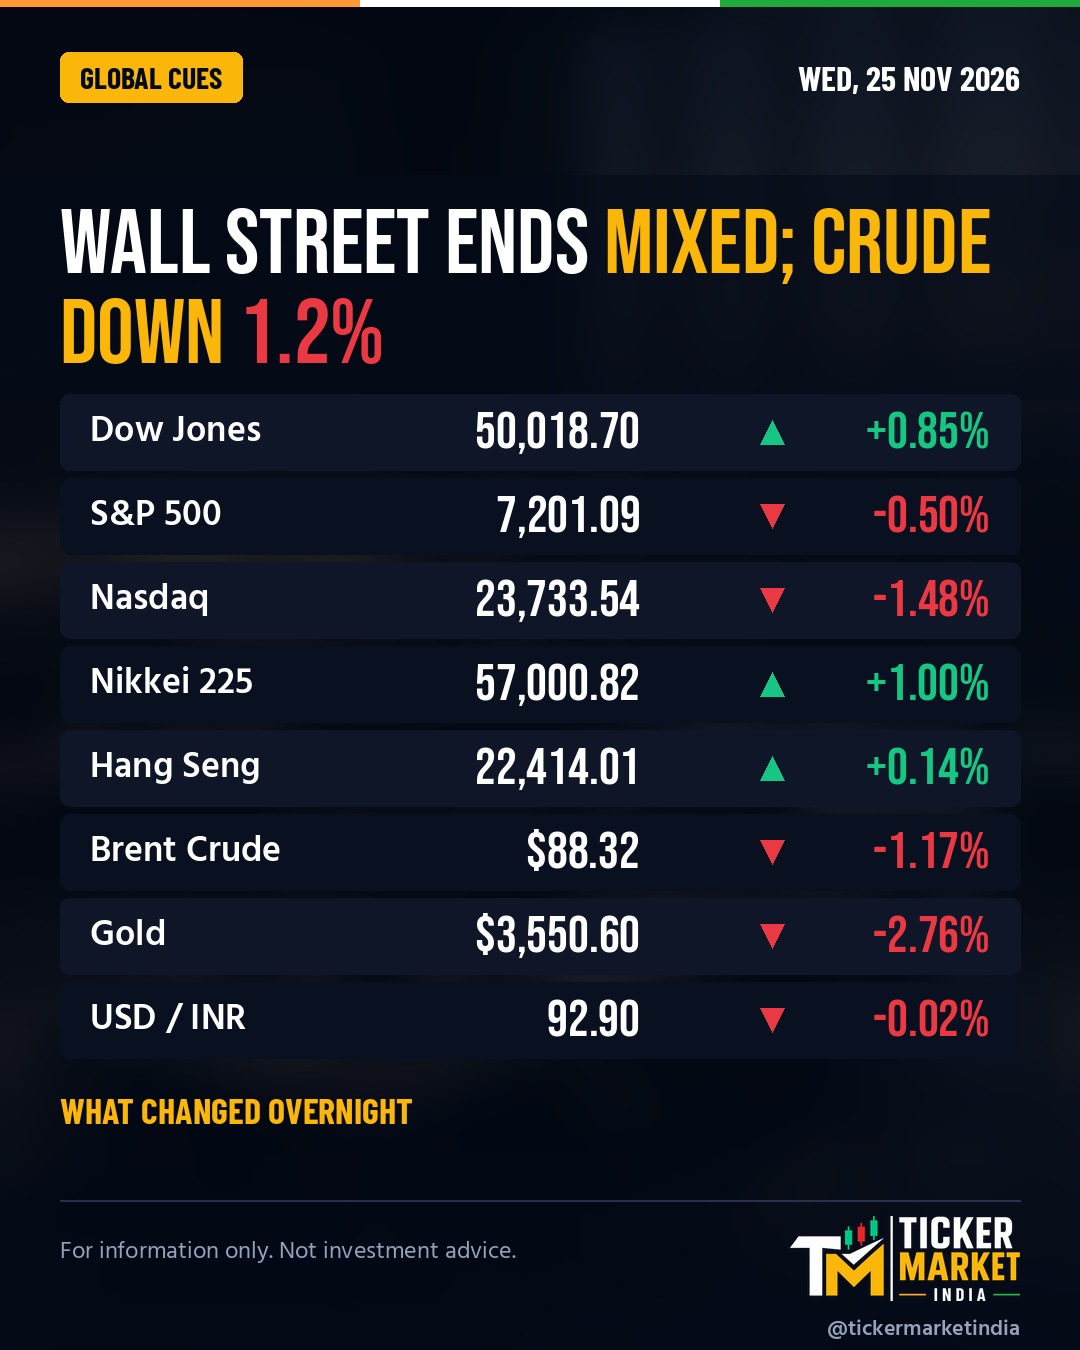 GLOBAL CUES
WED, 25 NOV 2026
WALL STREET ENDS MIXED; CRUDE
DOWN 1.2%
Dow Jones 50,018.70 ▲ +0.85%
S&P 500 7,201.09 ▼ -0.50%
Nasdaq 23,733.54 ▼ -1.48%
Nikkei 225 57,000.82 ▲ +1.00%
Hang Seng 22,414.01 ▲ +0.14%
Brent Crude $88.32 ▼ -1.17%
Gold $3,550.60 ▼ -2.76%
USD / INR 92.90 ▼ -0.02%
WHAT CHANGED OVERNIGHT
For information only. Not investment advice.
TM
TICKER
MARKET
INDIA
@tickermarketindia